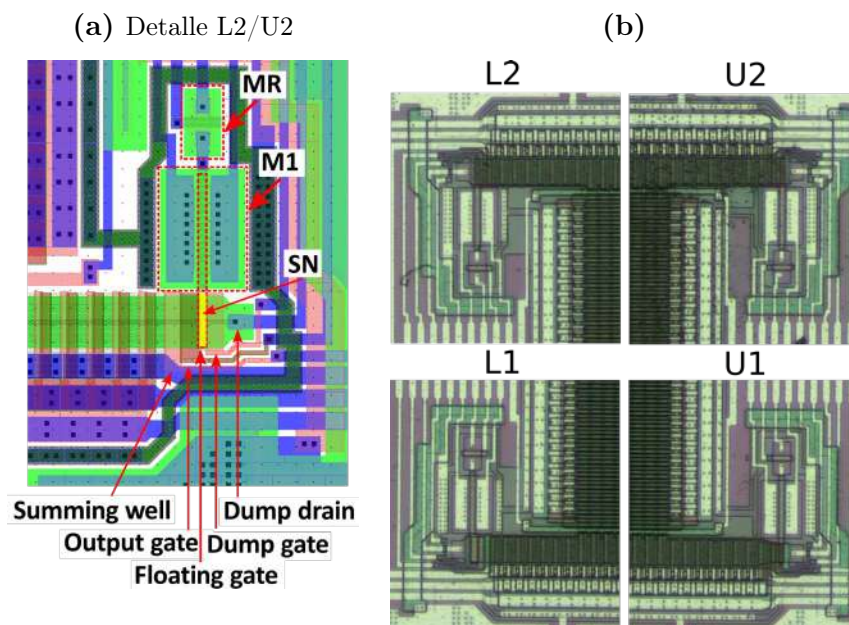 (a) Detalle L2/U2
(b)
MR
M1
SN
Summing well
Output gate
Floating gate
Dump gate
Dump drain
L2
U2
L1
U1